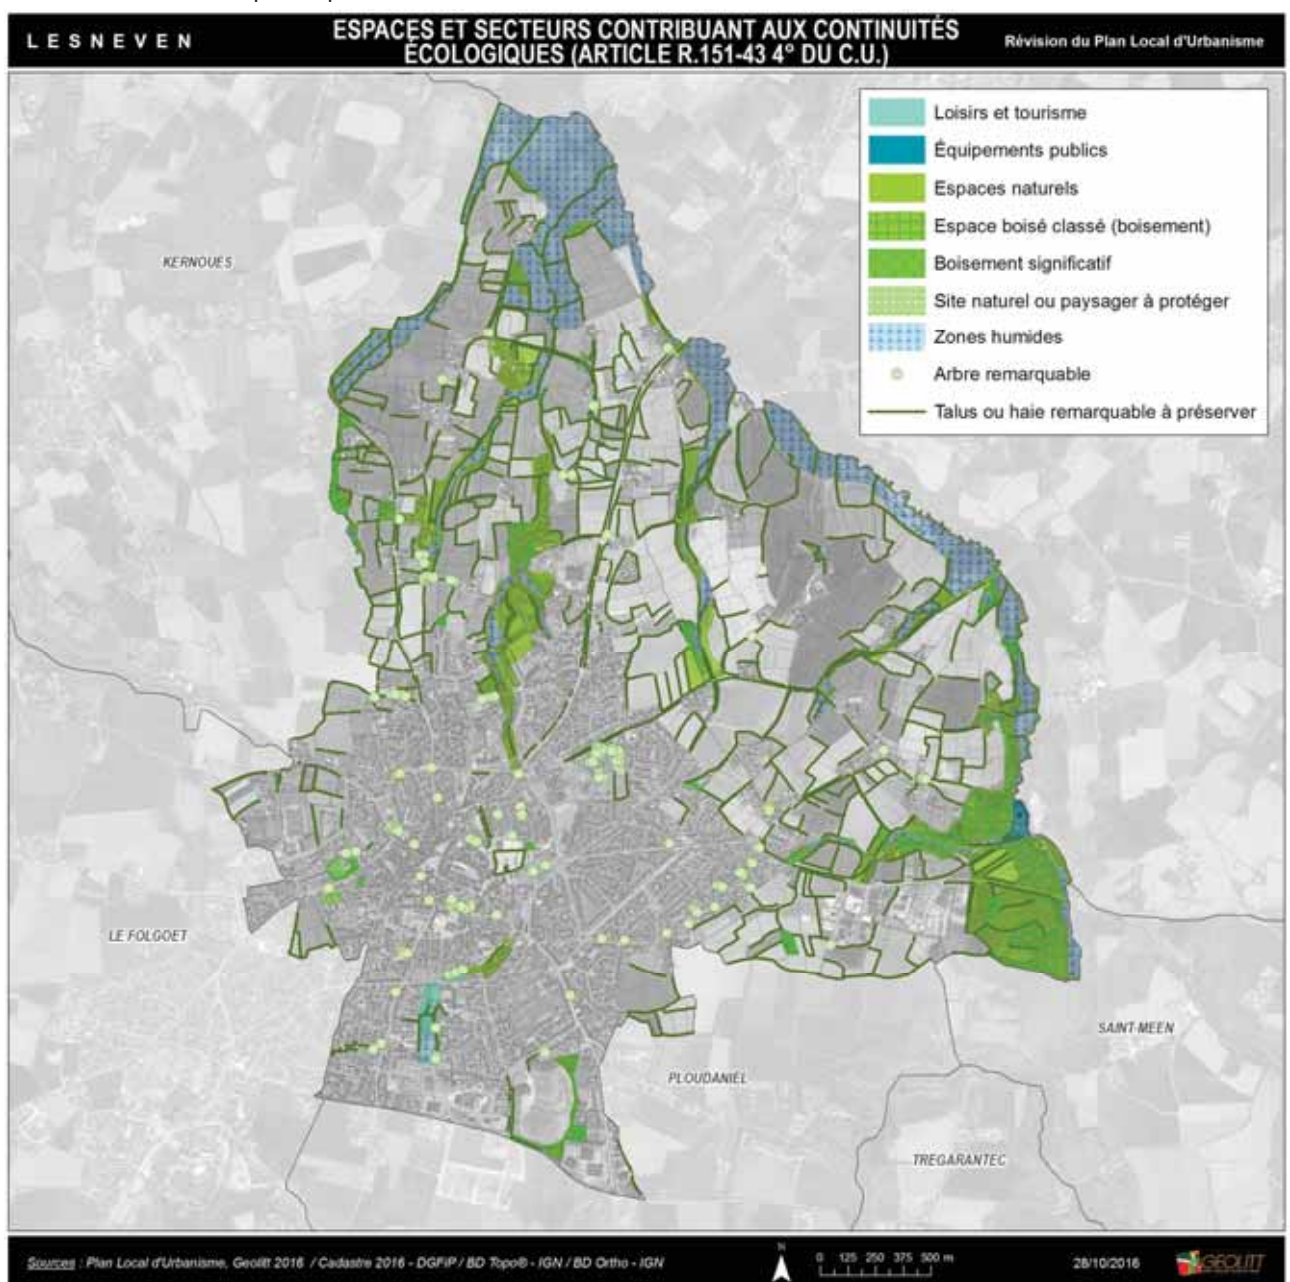 LESNEVEN
ESPACES ET SECTEURS CONTRIBUANT AUX CONTINUITÉS
ÉCOLOGIQUES (ARTICLE R.151-43 4° DU C.U.)
Révision du Plan Local d'Urbanisme
Loisirs et tourisme
Équipements publics
Espaces naturels
Espace boisé classé (boisement)
Boisement significatif
Site naturel ou paysager à protéger
Zones humides
Arbre remarquable
Talus ou haie remarquable à préserver
KERNOUES
LE FOLGOET
SAINT-MEEN
PLOUDANIEL
TREGARANTEC
Sources : Plan Local d'Urbanisme, Geolitt 2016 / Cadastre 2016 - DGFiP / BD Topo® - IGN / BD Ortho - IGN
N
0 125 250 375 500 m
28/10/2016
GEOLITT